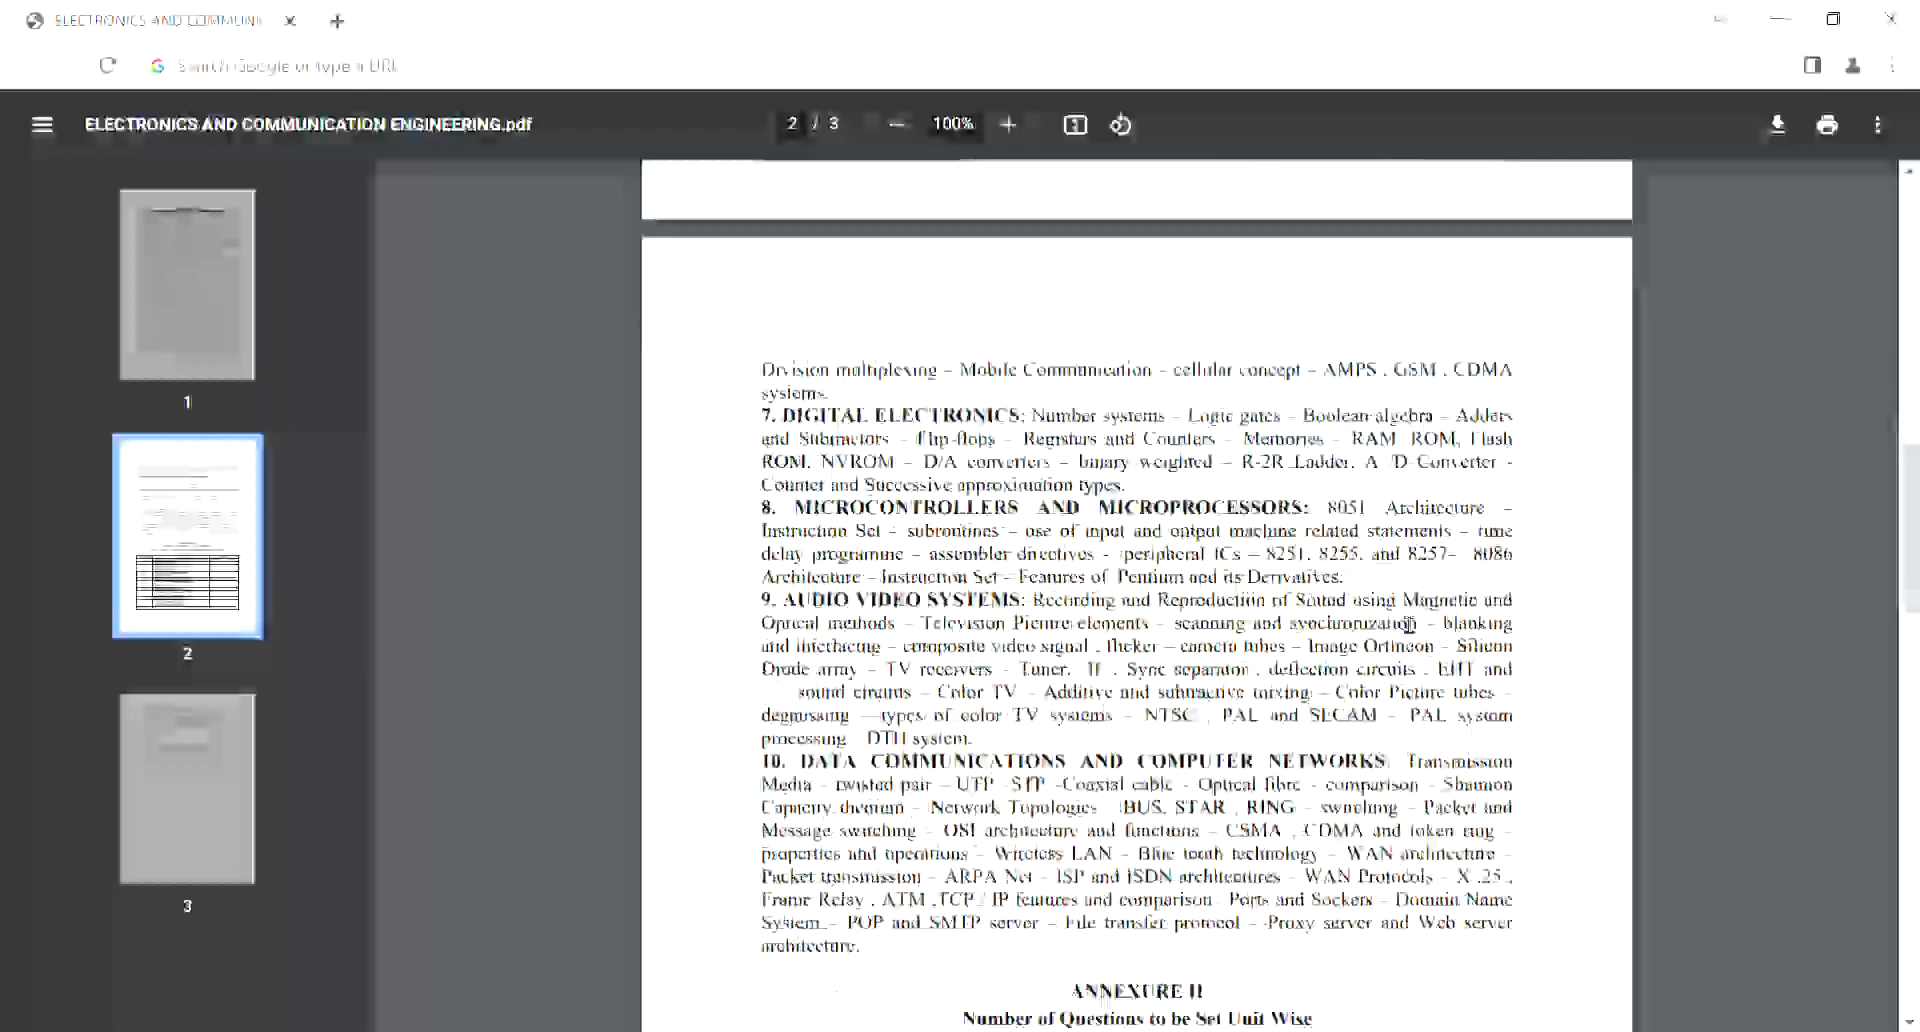 ELECTRONICS AND COMMUNI
Search Google or type a URL
ELECTRONICS AND COMMUNICATION ENGINEERING.pdf
2 / 3
100%
1
2
3
Division multiplexing – Mobile Communication – cellular concept – AMPS , GSM , CDMA
systems.
7. DIGITAL ELECTRONICS: Number systems – Logic gates – Boolean algebra – Adders
and Subtractors – flip-flops – Registers and Counters – Memories – RAM, ROM, Flash
ROM, NVROM – D/A converters – binary weighted – R-2R Ladder, A/D Converter -
Counter and Successive approximation types.
8. MICROCONTROLLERS AND MICROPROCESSORS: 8051 Architecture –
Instruction Set – subroutines – use of input and output machine related statements – time
delay programme – assembler directives – peripheral ICs – 8251, 8255, and 8257– 8086
Architecture – Instruction Set – Features of Pentium and its Derivatives.
9. AUDIO VIDEO SYSTEMS: Recording and Reproduction of Sound using Magnetic and
Optical methods – Television Picture elements – scanning and synchronization – blanking
and interlacing – composite video signal , flicker – camera tubes – Image Orthicon – Silicon
array – TV receivers – Tuner, IF , Sync separator , deflection circuits , EHT and
sound circuits – Color TV – Additive and subtractive mixing – Color Picture tubes –
degaussing —types of color TV systems – NTSC , PAL and SECAM – PAL system
processing DTH system.
10. DATA COMMUNICATIONS AND COMPUTER NETWORKS: Transmission
Media – twisted pair – UTP STP -Coaxial cable - Optical fibre - comparison – Shannon
Capacity theorem – Network Topologies BUS, STAR , RING – switching – Packet and
Message switching – OSI architecture and functions – CSMA , CDMA and token ring –
properties and operations – Wireless LAN – Blue tooth technology – WAN architecture –
Packet transmission – ARPA Net – ISP and ISDN architectures – WAN Protocols – X .25 ,
Frame Relay , ATM ,TCP / IP features and comparison Ports and Sockets – Domain Name
System – POP and SMTP server – File transfer protocol – Proxy server and Web server
architecture.
ANNEXURE II
Number of Questions to be Set Unit Wise